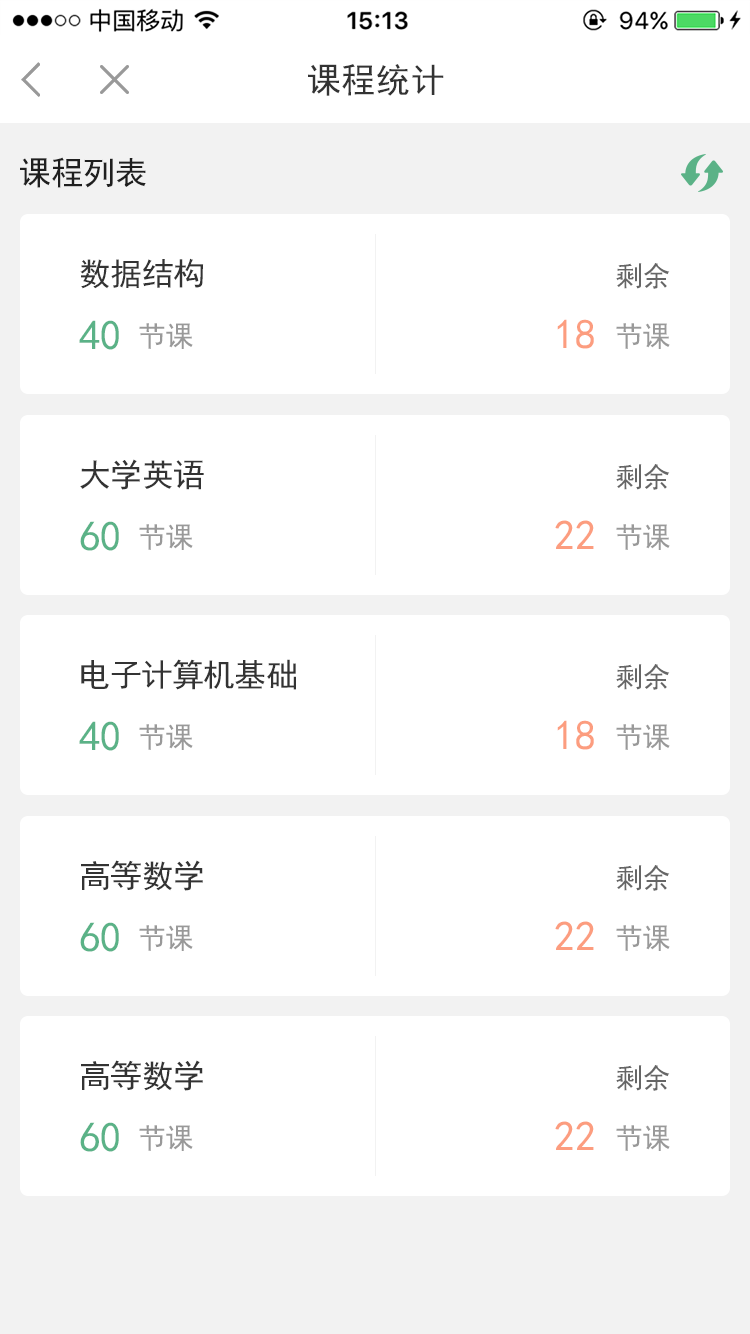 中国移动 15:13 94%
课程统计
课程列表
数据结构 剩余
40 节课 18 节课
大学英语 剩余
60 节课 22 节课
电子计算机基础 剩余
40 节课 18 节课
高等数学 剩余
60 节课 22 节课
高等数学 剩余
60 节课 22 节课